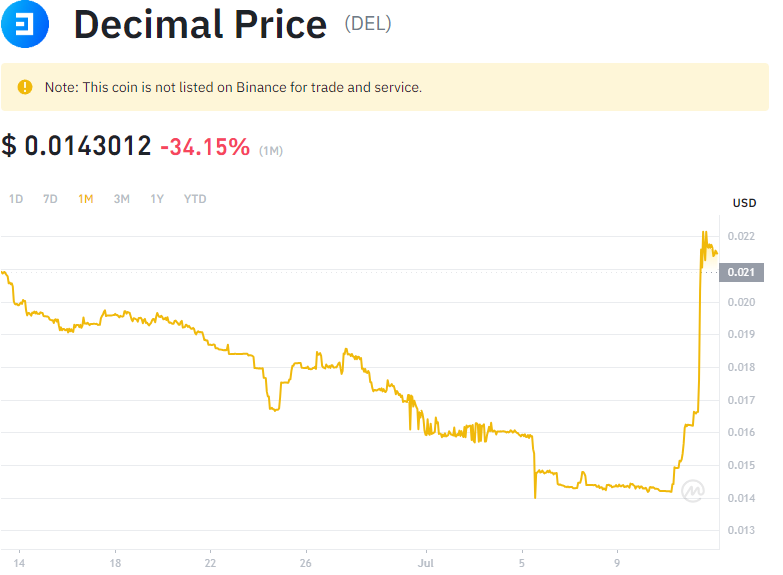 Decimal Price (DEL)
Note: This coin is not listed on Binance for trade and service.
$ 0.0143012 -34.15% (1M)
1D 7D 1M 3M 1Y YTD
USD
0.022
0.021
0.020
0.019
0.018
0.017
0.016
0.015
0.014
0.013
14 18 22 26 Jul 5 9